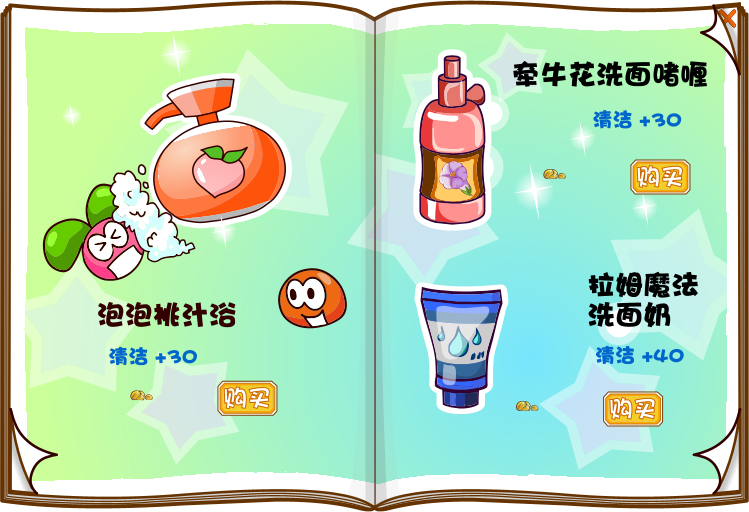 泡泡桃汁浴
清洁 +30
购买
牵牛花洗面啫喱
清洁 +30
购买
拉姆魔法
洗面奶
清洁 +40
购买